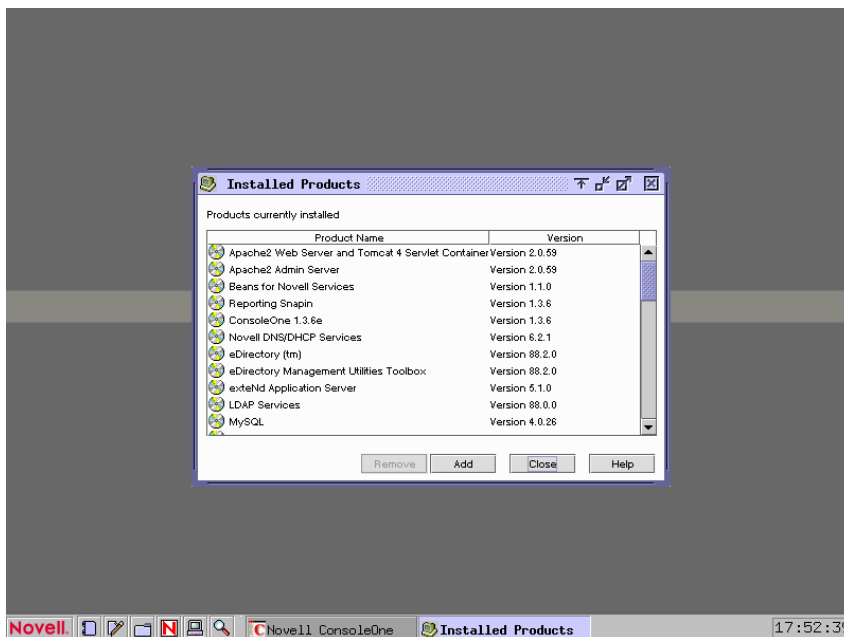 Installed Products
Products currently installed
Product Name Version
Apache2 Web Server and Tomcat 4 Servlet Container Version 2.0.59
Apache2 Admin Server Version 2.0.59
Beans for Novell Services Version 1.1.0
Reporting Snapin Version 1.3.6
ConsoleOne 1.3.6e Version 1.3.6
Novell DNS/DHCP Services Version 6.2.1
eDirectory (tm) Version 88.2.0
eDirectory Management Utilities Toolbox Version 88.2.0
exteNd Application Server Version 5.1.0
LDAP Services Version 88.0.0
MySQL Version 4.0.26
Remove Add Close Help
Novell. N C Novell ConsoleOne Installed Products 17:52:39